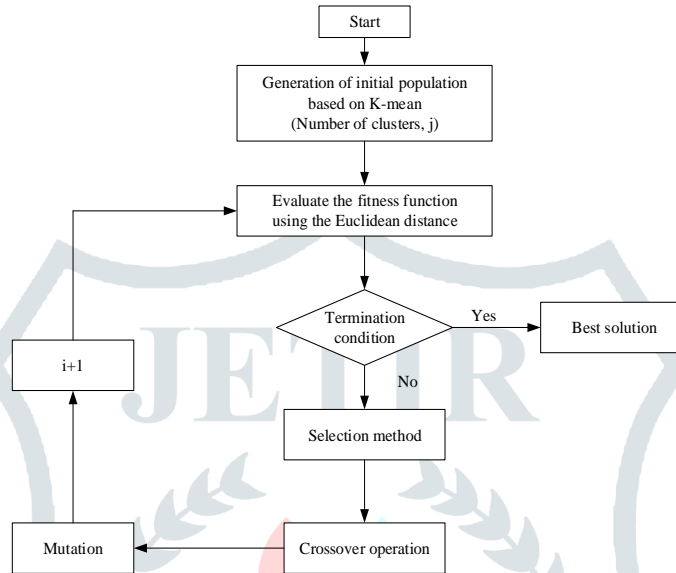 Start
Generation of initial population
based on K-mean
(Number of clusters, j)
Evaluate the fitness function
using the Euclidean distance
Termination
condition
Yes
Best solution
No
i+1
JETIR
Selection method
Crossover operation
Mutation